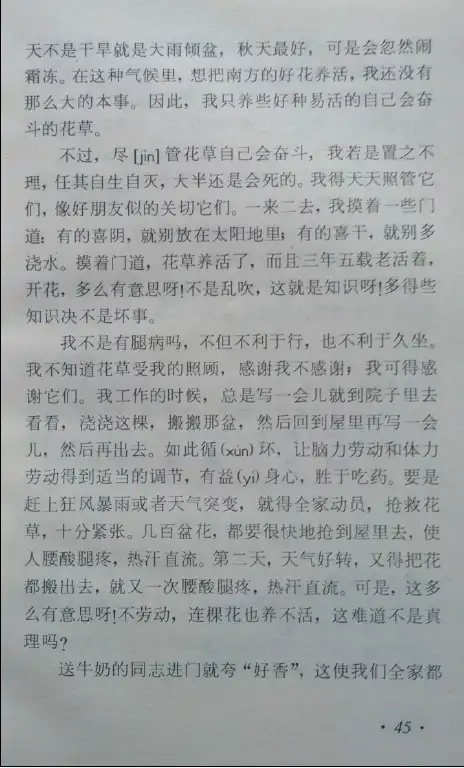 天不是干旱就是大雨倾盆，秋天最好，可是会忽然闹
霜冻。在这种气候里，想把南方的好花养活，我还没有
那么大的本事。因此，我只养些好种易活的自己会奋
斗的花草。
不过，尽[jǐn]管花草自己会奋斗，我若是置之不
理，任其自生自灭，大半还是会死的。我得天天照管它
们，像好朋友似的关切它们。一来二去，我摸着一些门
道：有的喜阴，就别放在太阳地里；有的喜干，就别多
浇水。摸着门道，花草养活了，而且三年五载老活着，
开花，多么有意思呀！不是乱吹，这就是知识呀！多得些
知识决不是坏事。
我不是有腿病吗，不但不利于行，也不利于久坐。
我不知道花草受我的照顾，感谢我不感谢；我可得感
谢它们。我工作的时候，总是写一会儿就到院子里去
看看，浇浇这棵，搬搬那盆，然后回到屋里再写一会
儿，然后再出去。如此循(xún)环，让脑力劳动和体力
劳动得到适当的调节，有益(yì)身心，胜于吃药。要是
赶上狂风暴雨或者天气突变，就得全家动员，抢救花
草，十分紧张。几百盆花，都要很快地抢到屋里去，使
人腰酸腿疼，热汗直流。第二天，天气好转，又得把花
都搬出去，就又一次腰酸腿疼，热汗直流。可是，这多
么有意思呀！不劳动，连棵花也养不活，这难道不是真
理吗？
送牛奶的同志进门就夸“好香”，这使我们全家都
·45·